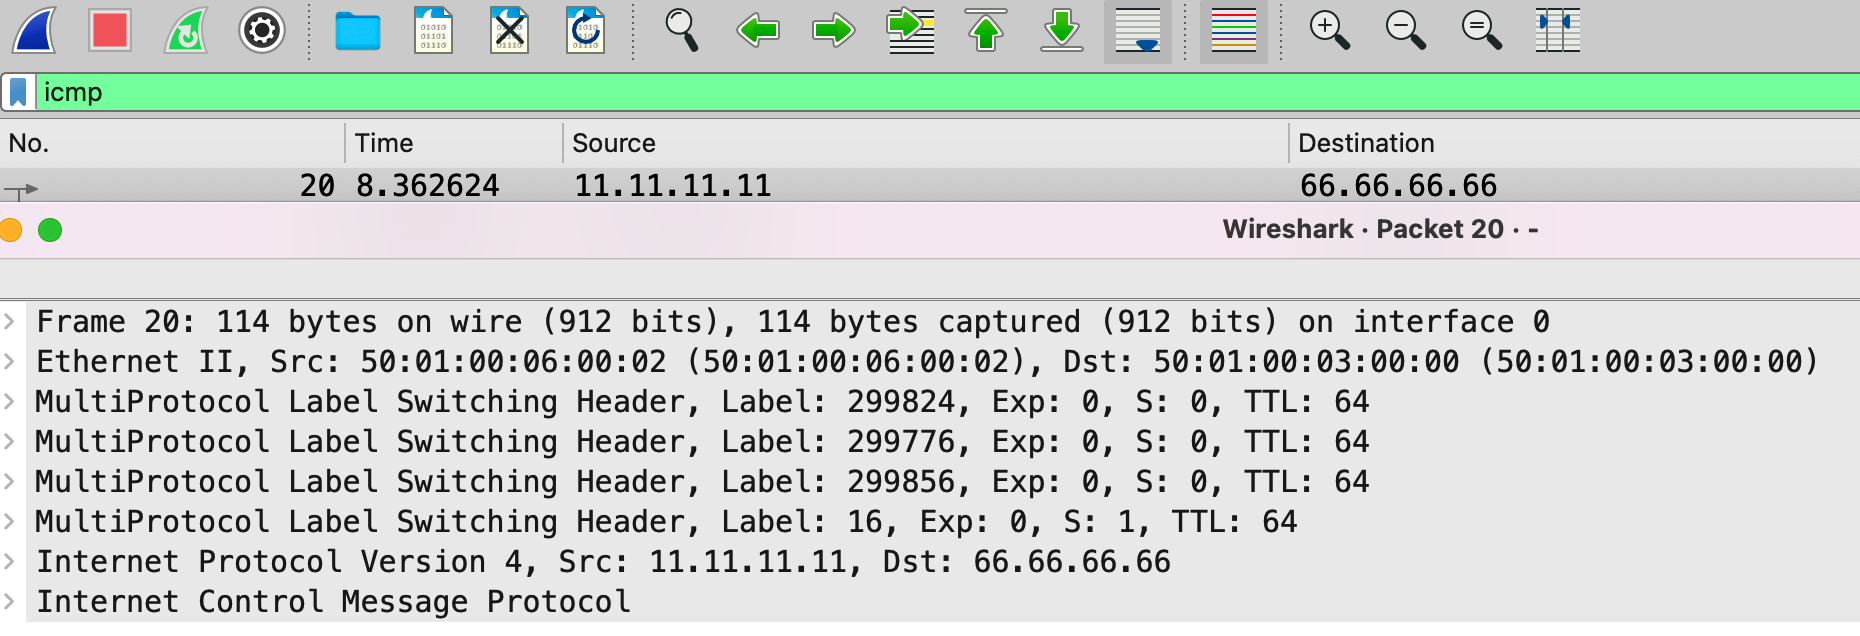 icmp
No. Time Source Destination
20 8.362624 11.11.11.11 66.66.66.66
Wireshark · Packet 20 · -
Frame 20: 114 bytes on wire (912 bits), 114 bytes captured (912 bits) on interface 0
Ethernet II, Src: 50:01:00:06:00:02 (50:01:00:06:00:02), Dst: 50:01:00:03:00:00 (50:01:00:03:00:00)
MultiProtocol Label Switching Header, Label: 299824, Exp: 0, S: 0, TTL: 64
MultiProtocol Label Switching Header, Label: 299776, Exp: 0, S: 0, TTL: 64
MultiProtocol Label Switching Header, Label: 299856, Exp: 0, S: 0, TTL: 64
MultiProtocol Label Switching Header, Label: 16, Exp: 0, S: 1, TTL: 64
Internet Protocol Version 4, Src: 11.11.11.11, Dst: 66.66.66.66
Internet Control Message Protocol